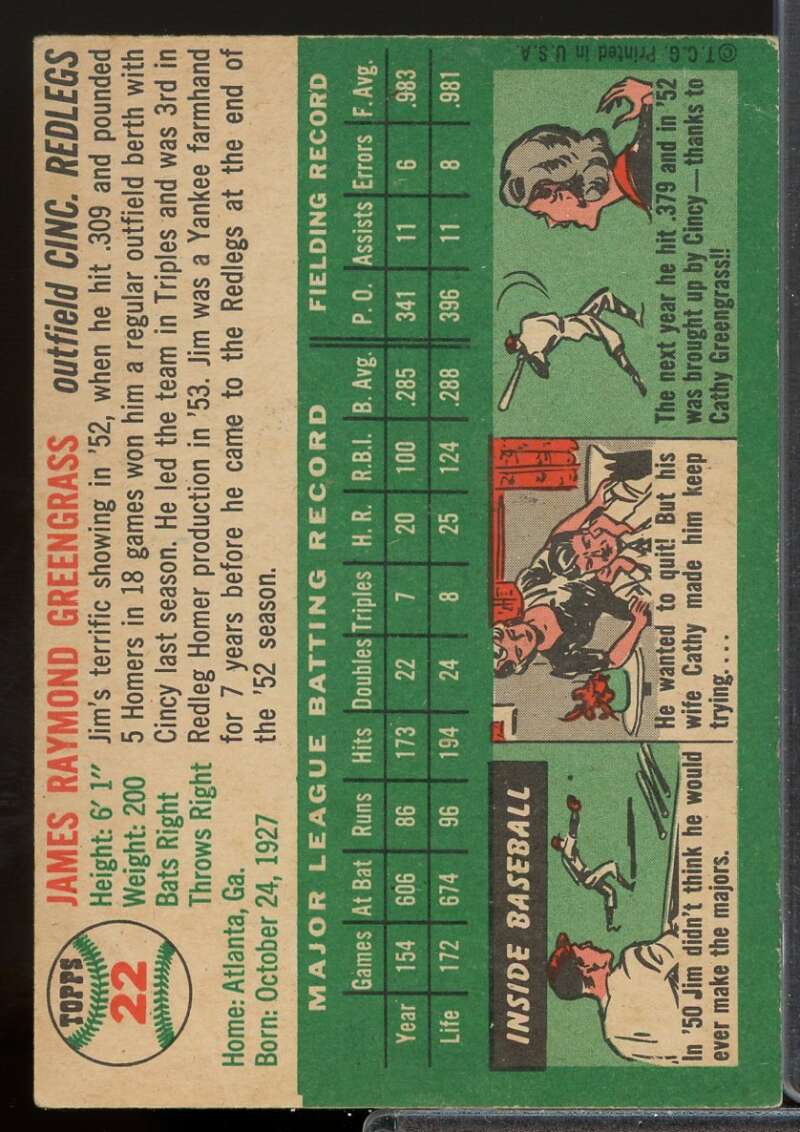 TOPPS
22
JAMES RAYMOND GREENGRASS outfield CINC. REDLEGS
Height: 6' 1"
Weight: 200
Bats Right
Throws Right
Home: Atlanta, Ga.
Born: October 24, 1927
Jim's terrific showing in '52, when he hit .309 and pounded
5 Homers in 18 games won him a regular outfield berth with
Cincy last season. He led the team in Triples and was 3rd in
Redleg Homer production in '53. Jim was a Yankee farmhand
for 7 years before he came to the Redlegs at the end of
the '52 season.
MAJOR LEAGUE BATTING RECORD FIELDING RECORD
Games At Bat Runs Hits Doubles Triples H. R. R.B.I. B. Avg. P. O. Assists Errors F. Avg.
Year 154 606 86 173 22 7 20 100 .285 341 11 6 .983
Life 172 674 96 194 24 8 25 124 .288 396 11 8 .981
INSIDE BASEBALL
In '50 Jim didn't think he would
ever make the majors.
He wanted to quit! But his
wife Cathy made him keep
trying....
The next year he hit .379 and in '52
was brought up by Cincy—thanks to
Cathy Greengrass!!
© T.C.G. Printed in U.S.A.